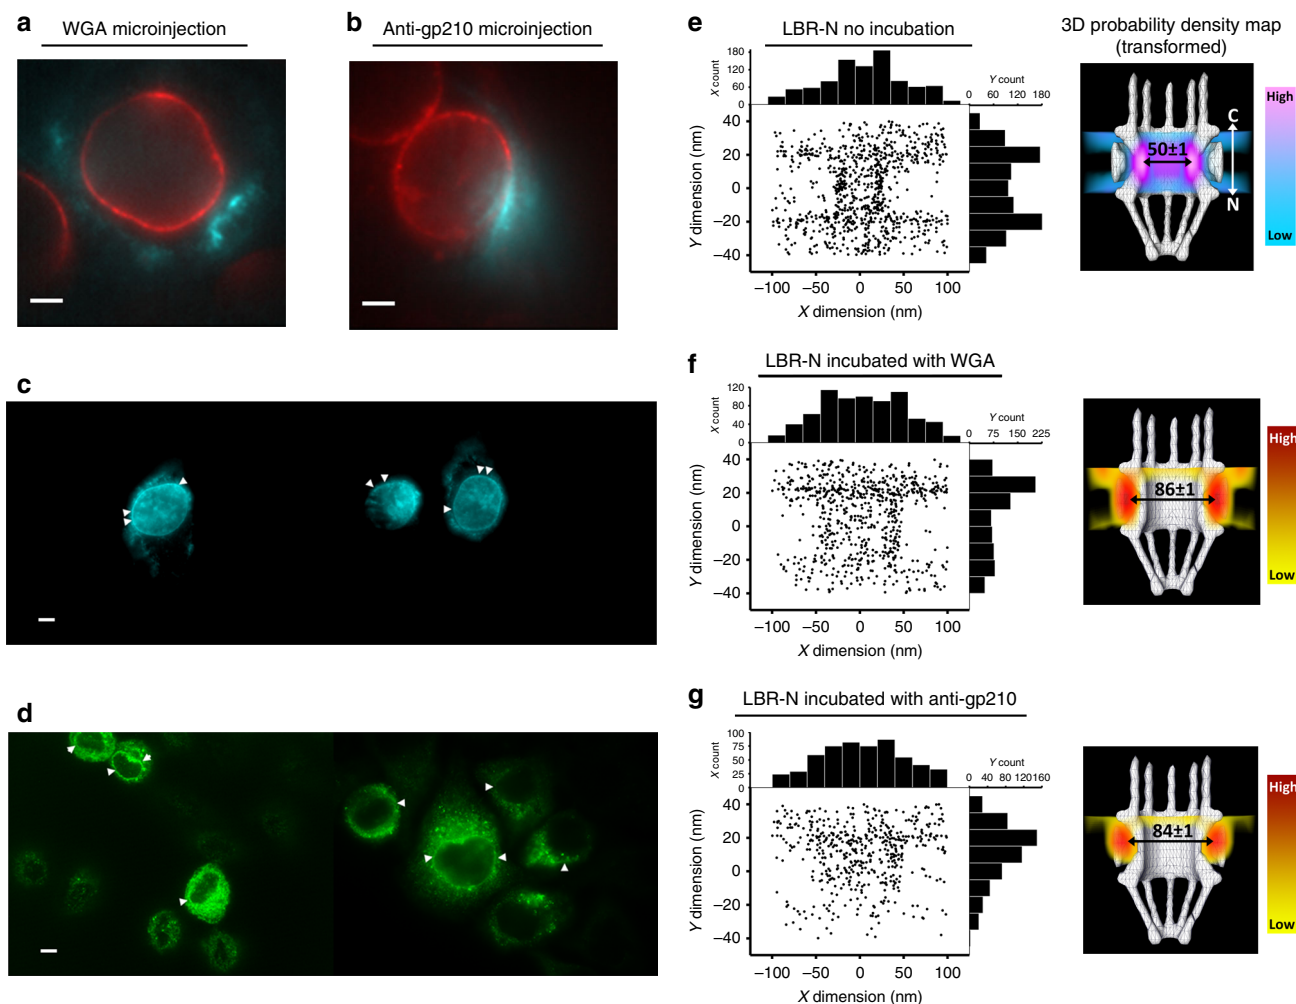 a
WGA microinjection
b
Anti-gp210 microinjection
c
d
e
LBR-N no incubation
X count
180
120
60
0
Y count
0 60 120 180
Y dimension (nm)
40
20
0
−20
−40
−100 −50 0 50 100
X dimension (nm)
3D probability density map
(transformed)
50±1
C
N
High
Low
f
LBR-N incubated with WGA
X count
120
80
40
0
Y count
0 75 150 225
Y dimension (nm)
40
20
0
−20
−40
−100 −50 0 50 100
X dimension (nm)
86±1
High
Low
g
LBR-N incubated with anti-gp210
X count
100
75
50
25
0
Y count
0 40 80 120 160
Y dimension (nm)
40
20
0
−20
−40
−100 −50 0 50 100
X dimension (nm)
84±1
High
Low